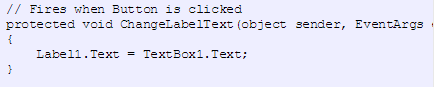 // Fires when Button is clicked
protected void ChangeLabelText(object sender, EventArgs
{
Label1.Text = TextBox1.Text;
}